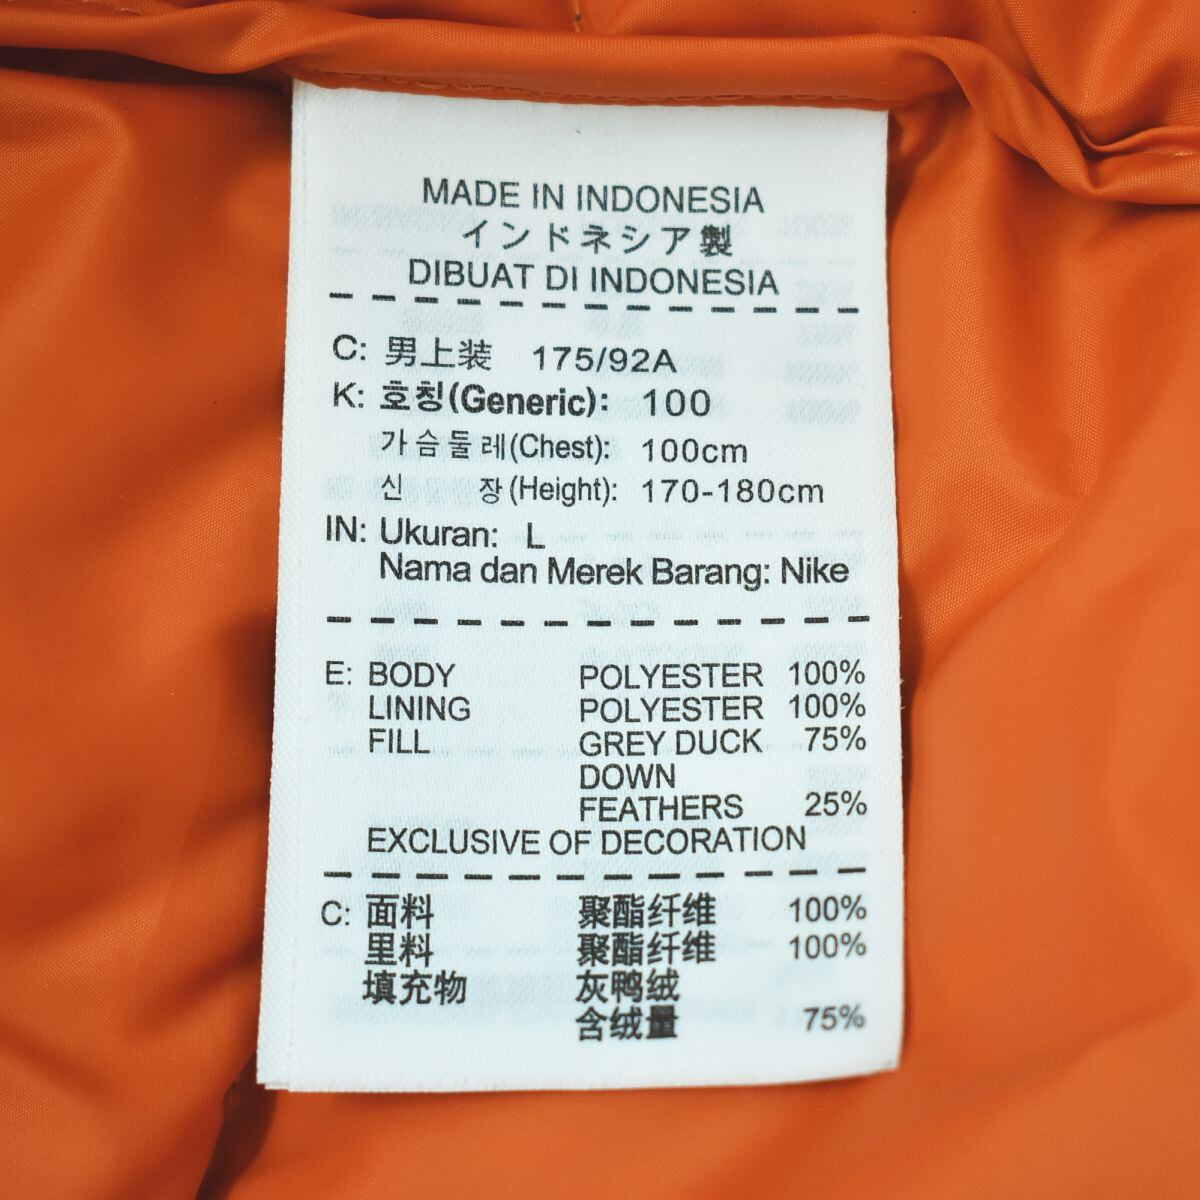 MADE IN INDONESIA
インドネシア製
DIBUAT DI INDONESIA
C: 男上装 175/92A
K: 호칭(Generic): 100
가슴둘레(Chest): 100cm
신 장(Height): 170-180cm
IN: Ukuran: L
Nama dan Merek Barang: Nike
E: BODY POLYESTER 100%
LINING POLYESTER 100%
FILL GREY DUCK 75%
DOWN
FEATHERS 25%
EXCLUSIVE OF DECORATION
C: 面料 聚酯纤维 100%
里料 聚酯纤维 100%
填充物 灰鸭绒
含绒量 75%